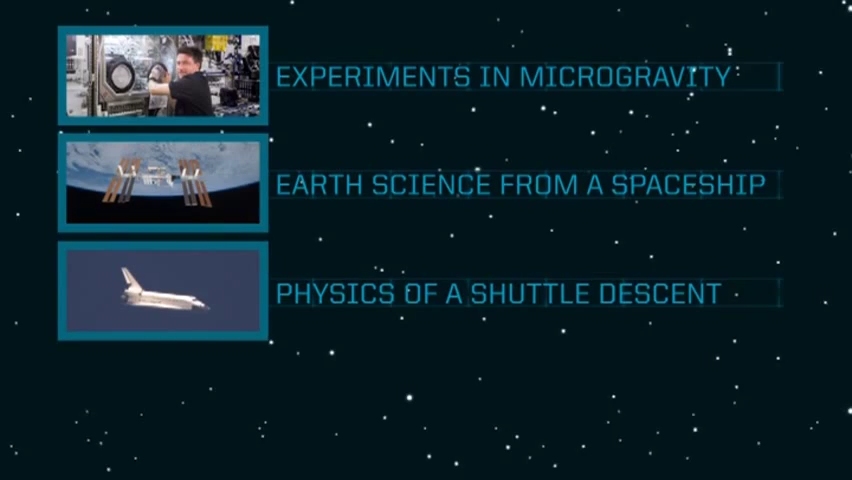 EXPERIMENTS IN MICROGRAVITY
EARTH SCIENCE FROM A SPACESHIP
PHYSICS OF A SHUTTLE DESCENT